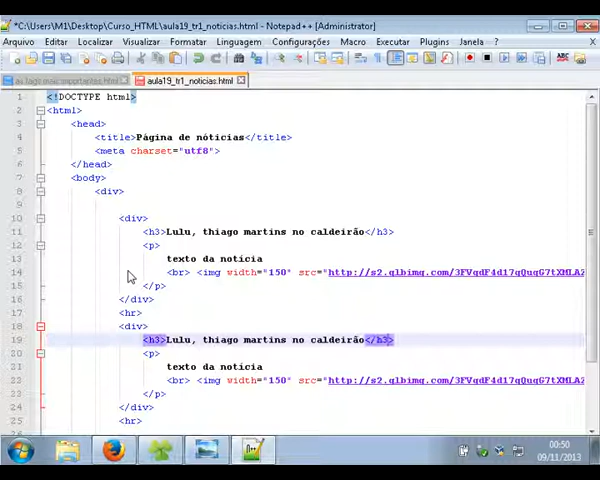 *C:\Users\M1\Desktop\Curso_HTML\aula19_tr1_noticias.html - Notepad++ [Administrator]
Arquivo Editar Localizar Visualizar Formatar Linguagem Configurações Macro Executar Plugins Janela ? X
aula19_tr1_noticias.html
1 <!DOCTYPE html>
2 <html>
3 <head>
4 <title>Página de nóticias</title>
5 <meta charset="utf8">
6 </head>
7 <body>
8 <div>
9
10 <div>
11 <h3>Lulu, thiago martins no caldeirão</h3>
12 <p>
13 texto da notícia
14 <br> <img width="150" src="http://s2.glbimg.com/3FVqdF4d17qQuqG7tXMLAZ
15 </p>
16 </div>
17 <hr>
18 <div>
19 <h3>Lulu, thiago martins no caldeirão</h3>
20 <p>
21 texto da notícia
22 <br> <img width="150" src="http://s2.glbimg.com/3FVqdF4d17qQuqG7tXMLAZ
23 </p>
24 </div>
25 <hr>
00:50
09/11/2013